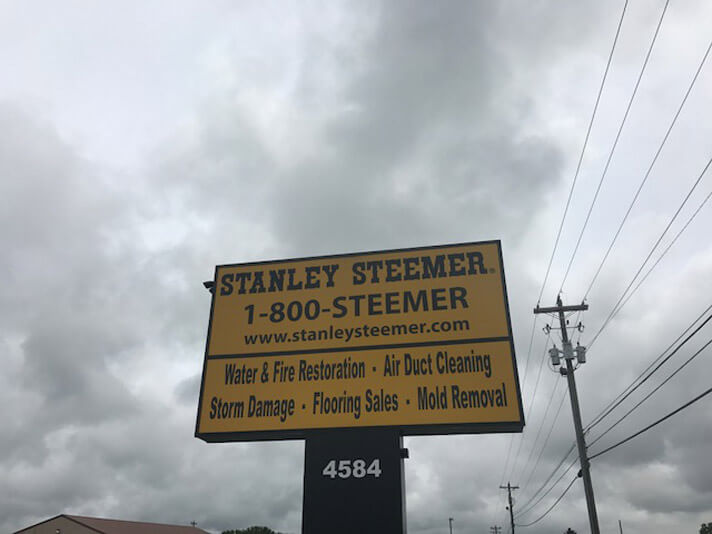 STANLEY STEEMER®
1-800-STEEMER
www.stanleysteemer.com
Water & Fire Restoration · Air Duct Cleaning
Storm Damage · Flooring Sales · Mold Removal
4584